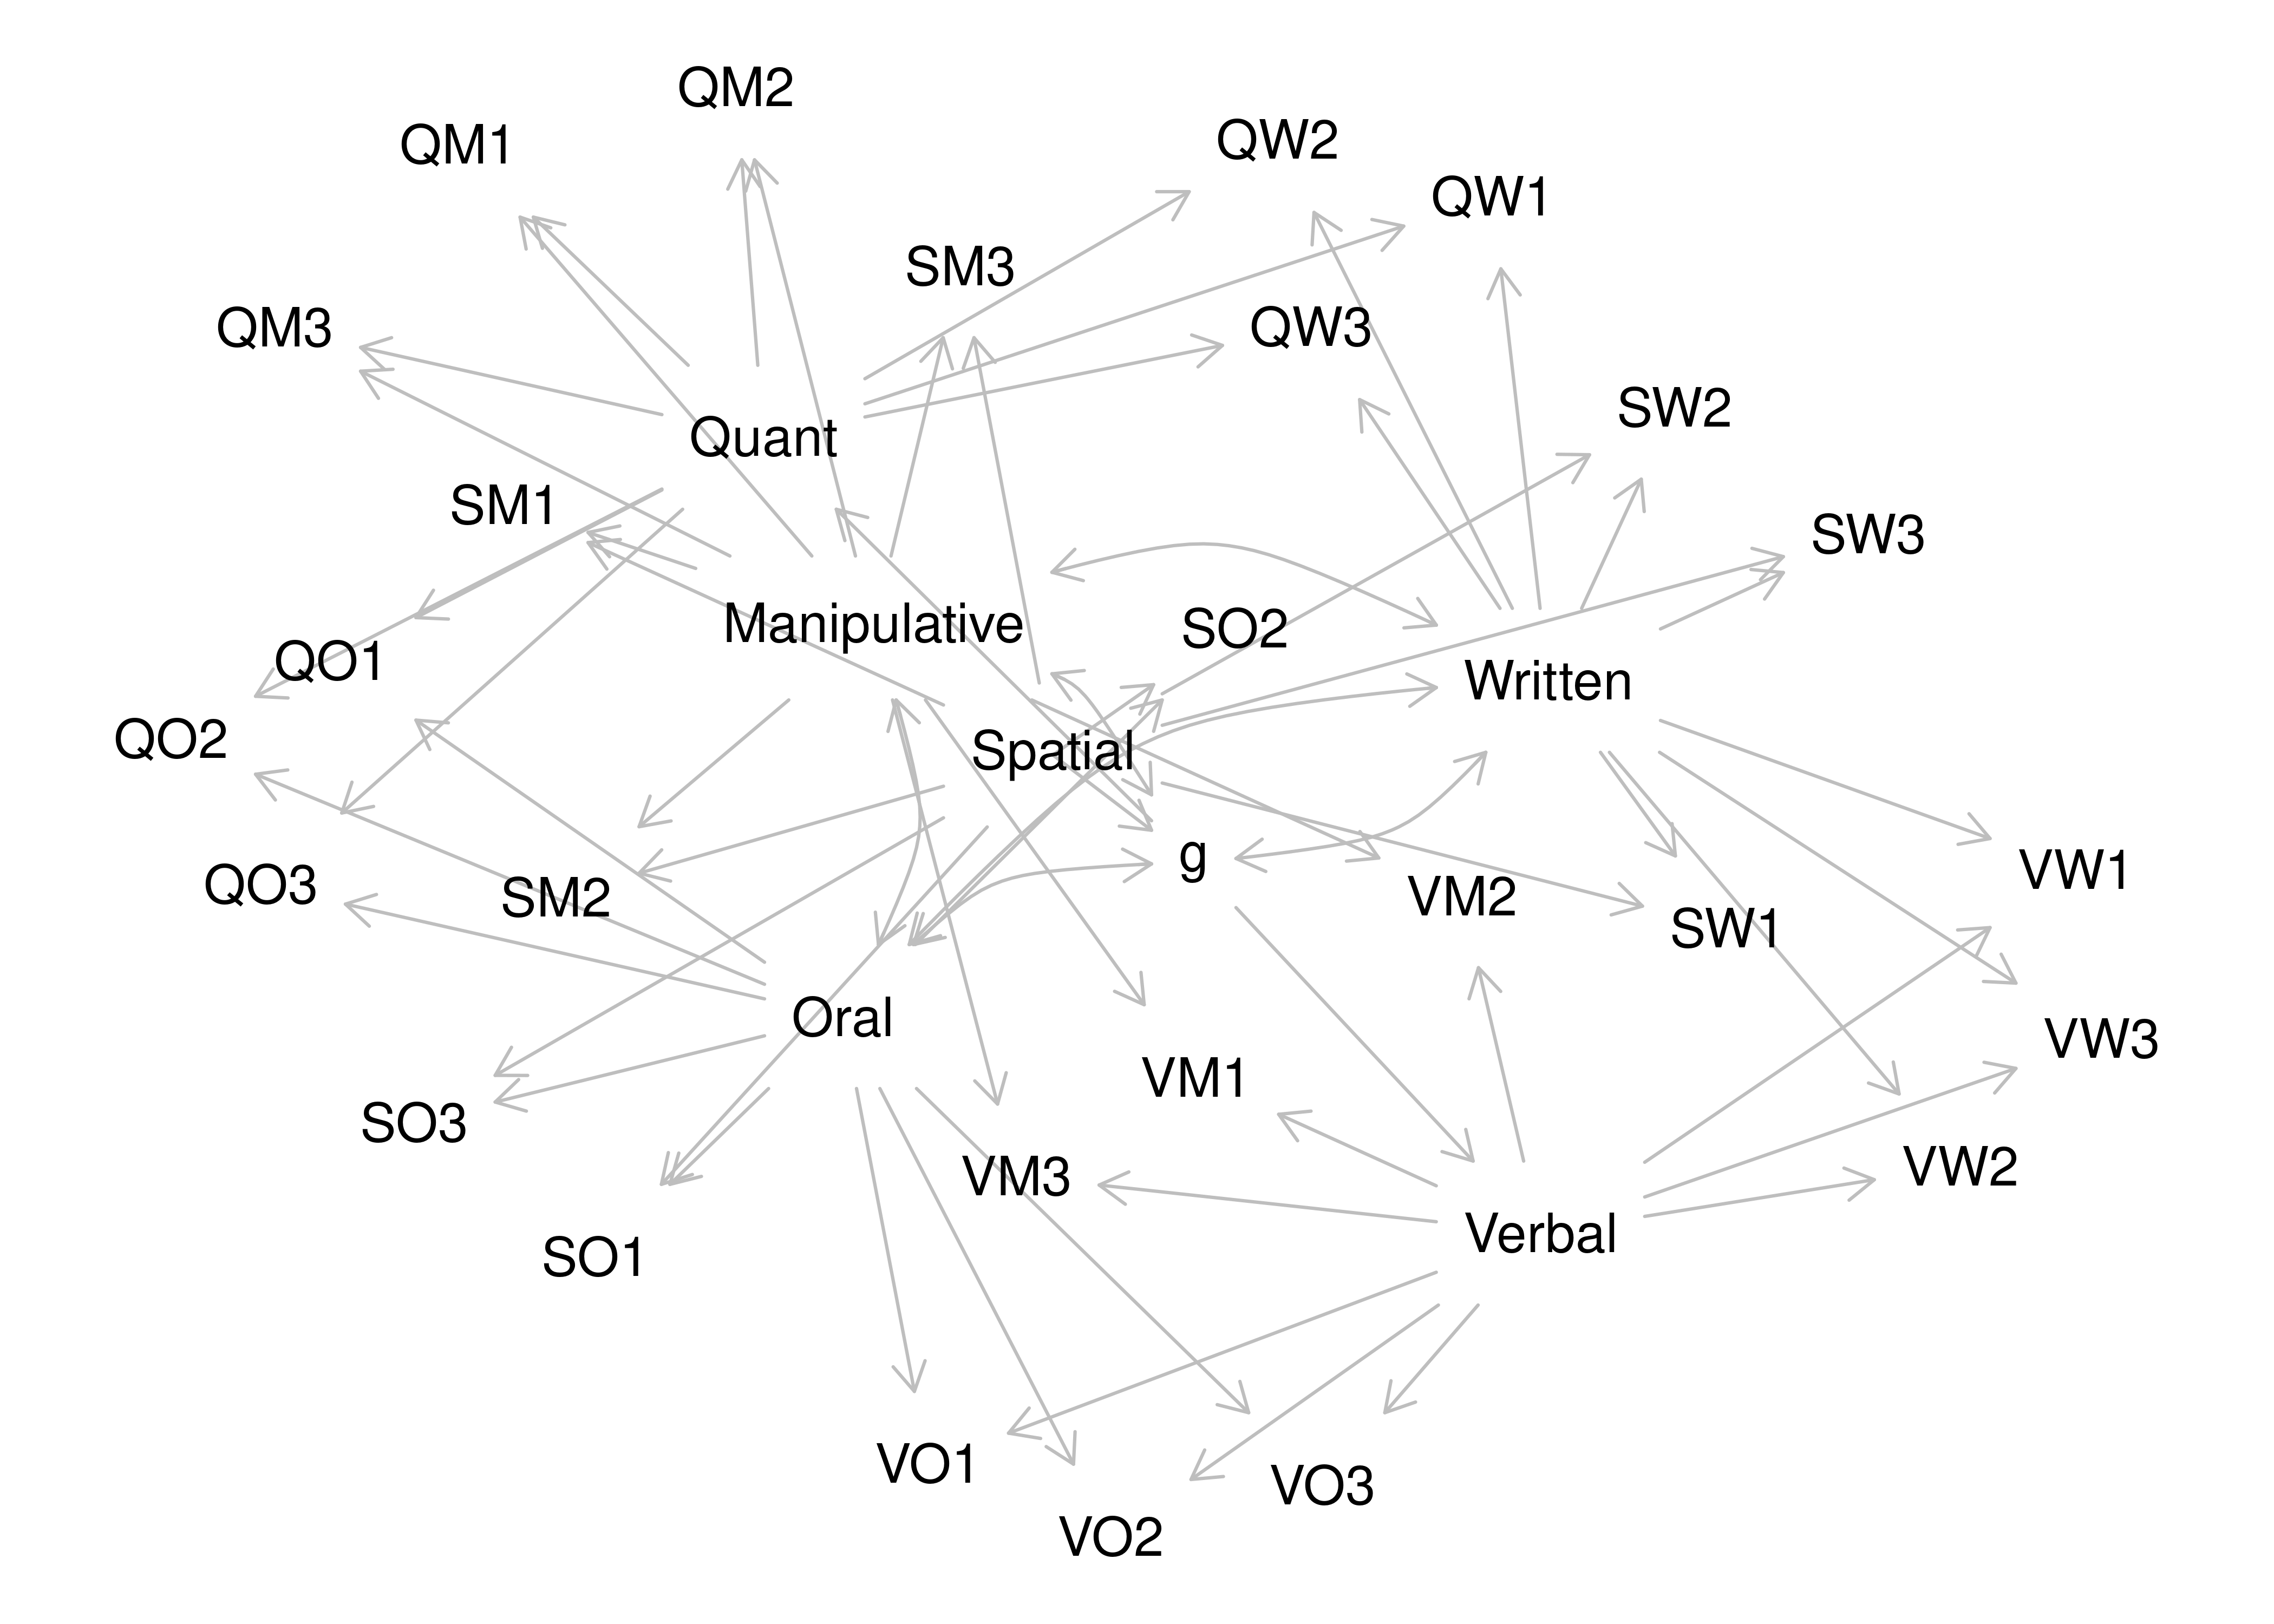 QM2
QM1
QW2
QW1
SM3
QM3
QW3
SW2
Quant
SM1
SW3
Manipulative
SO2
QO1
Written
QO2
Spatial
g
VW1
QO3
SM2
VM2
SW1
Oral
VW3
VM1
SO3
VM3
VW2
Verbal
SO1
VO1
VO3
VO2